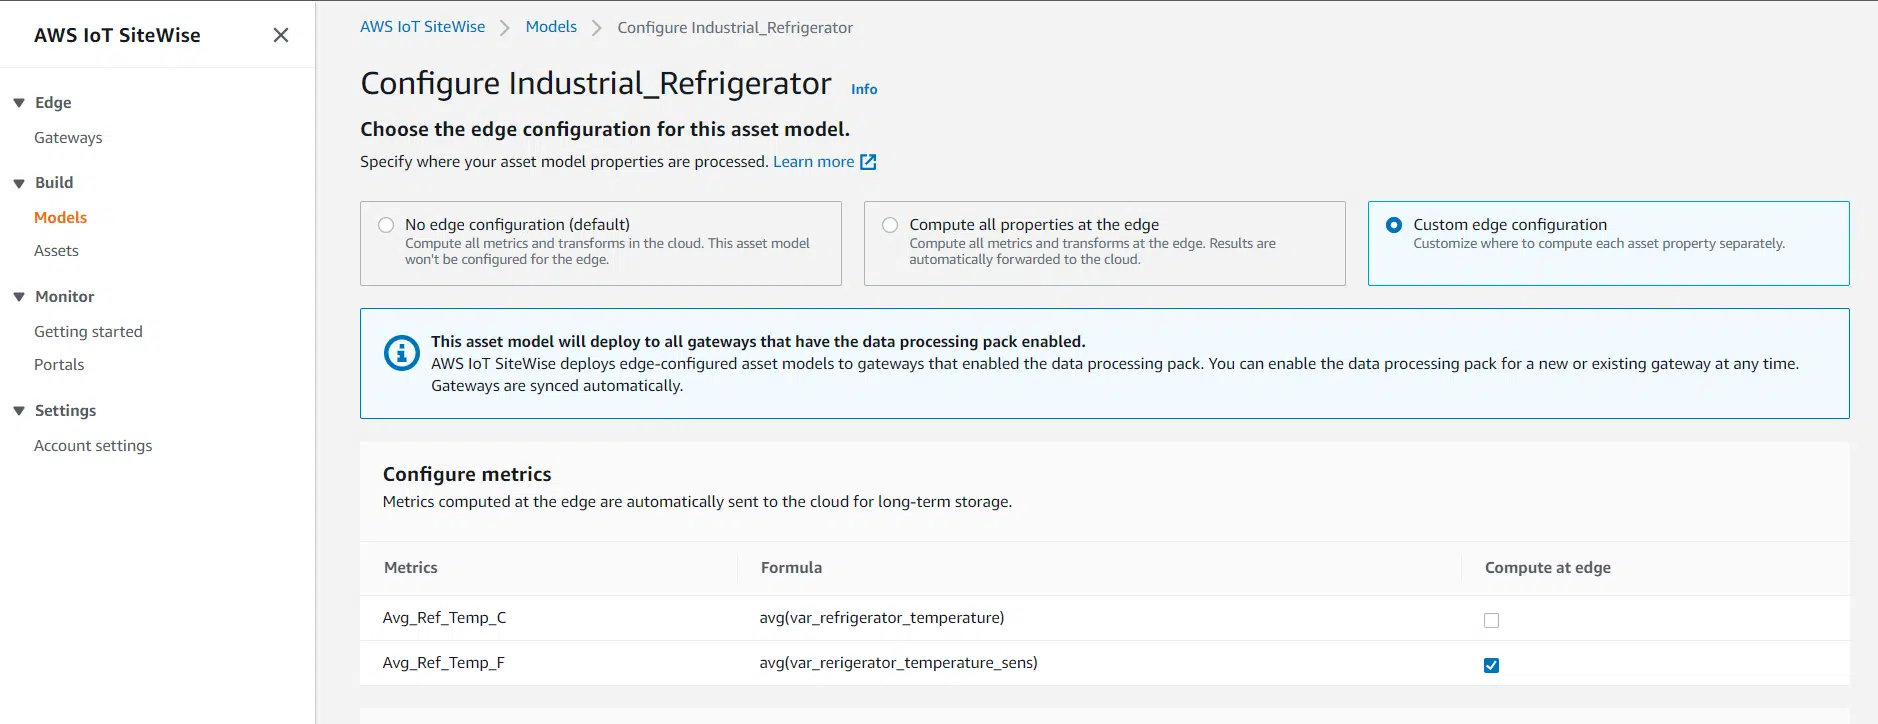 AWS IoT SiteWise
Edge
Gateways
Build
Models
Assets
Monitor
Getting started
Portals
Settings
Account settings
AWS IoT SiteWise > Models > Configure Industrial_Refrigerator
Configure Industrial_Refrigerator Info
Choose the edge configuration for this asset model.
Specify where your asset model properties are processed. Learn more
No edge configuration (default)
Compute all metrics and transforms in the cloud. This asset model
won't be configured for the edge.
Compute all properties at the edge
Compute all metrics and transforms at the edge. Results are
automatically forwarded to the cloud.
Custom edge configuration
Customize where to compute each asset property separately.
This asset model will deploy to all gateways that have the data processing pack enabled.
AWS IoT SiteWise deploys edge-configured asset models to gateways that enabled the data processing pack. You can enable the data processing pack for a new or existing gateway at any time.
Gateways are synced automatically.
Configure metrics
Metrics computed at the edge are automatically sent to the cloud for long-term storage.
Metrics Formula Compute at edge
Avg_Ref_Temp_C avg(var_refrigerator_temperature)
Avg_Ref_Temp_F avg(var_rerigerator_temperature_sens)